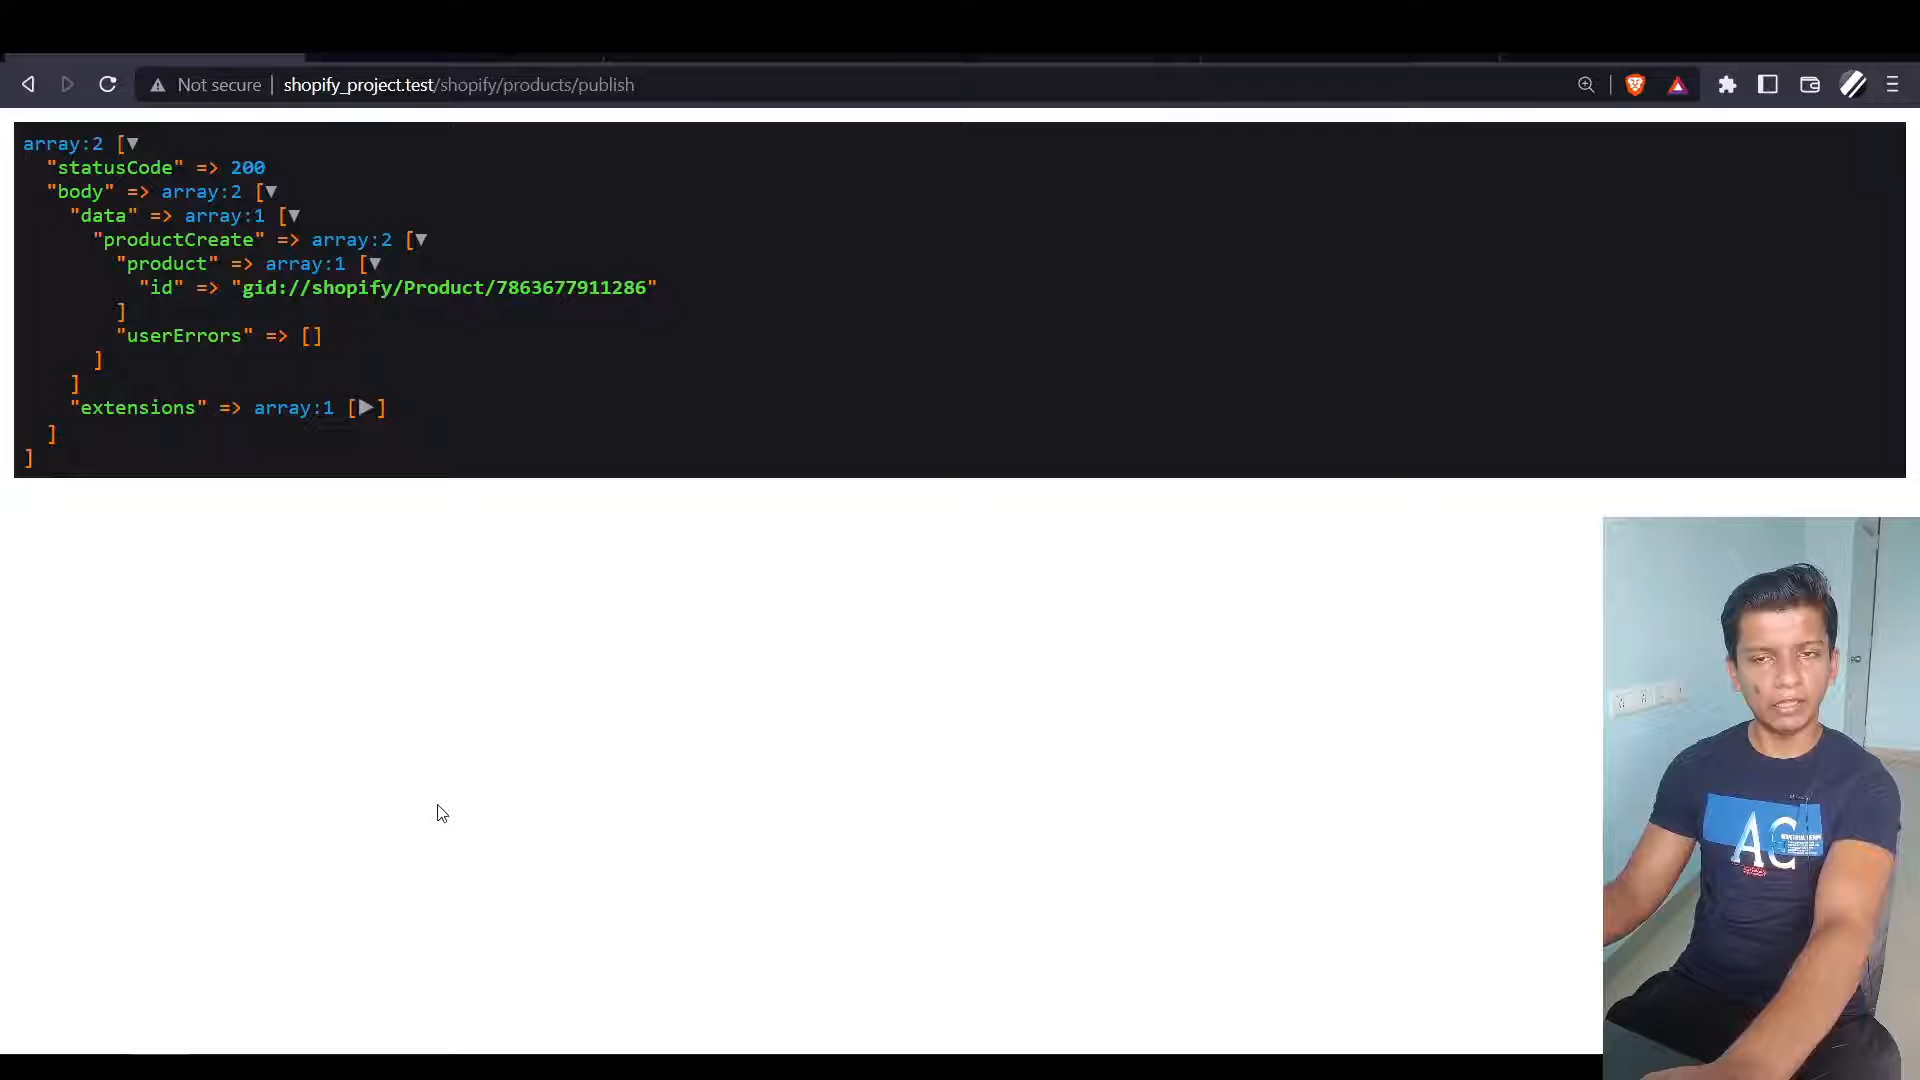 Not secure shopify_project.test/shopify/products/publish
array:2 [▼
"statusCode" => 200
"body" => array:2 [▼
"data" => array:1 [▼
"productCreate" => array:2 [▼
"product" => array:1 [▼
"id" => "gid://shopify/Product/7863677911286"
]
"userErrors" => []
]
]
"extensions" => array:1 [▶]
]
]
AC